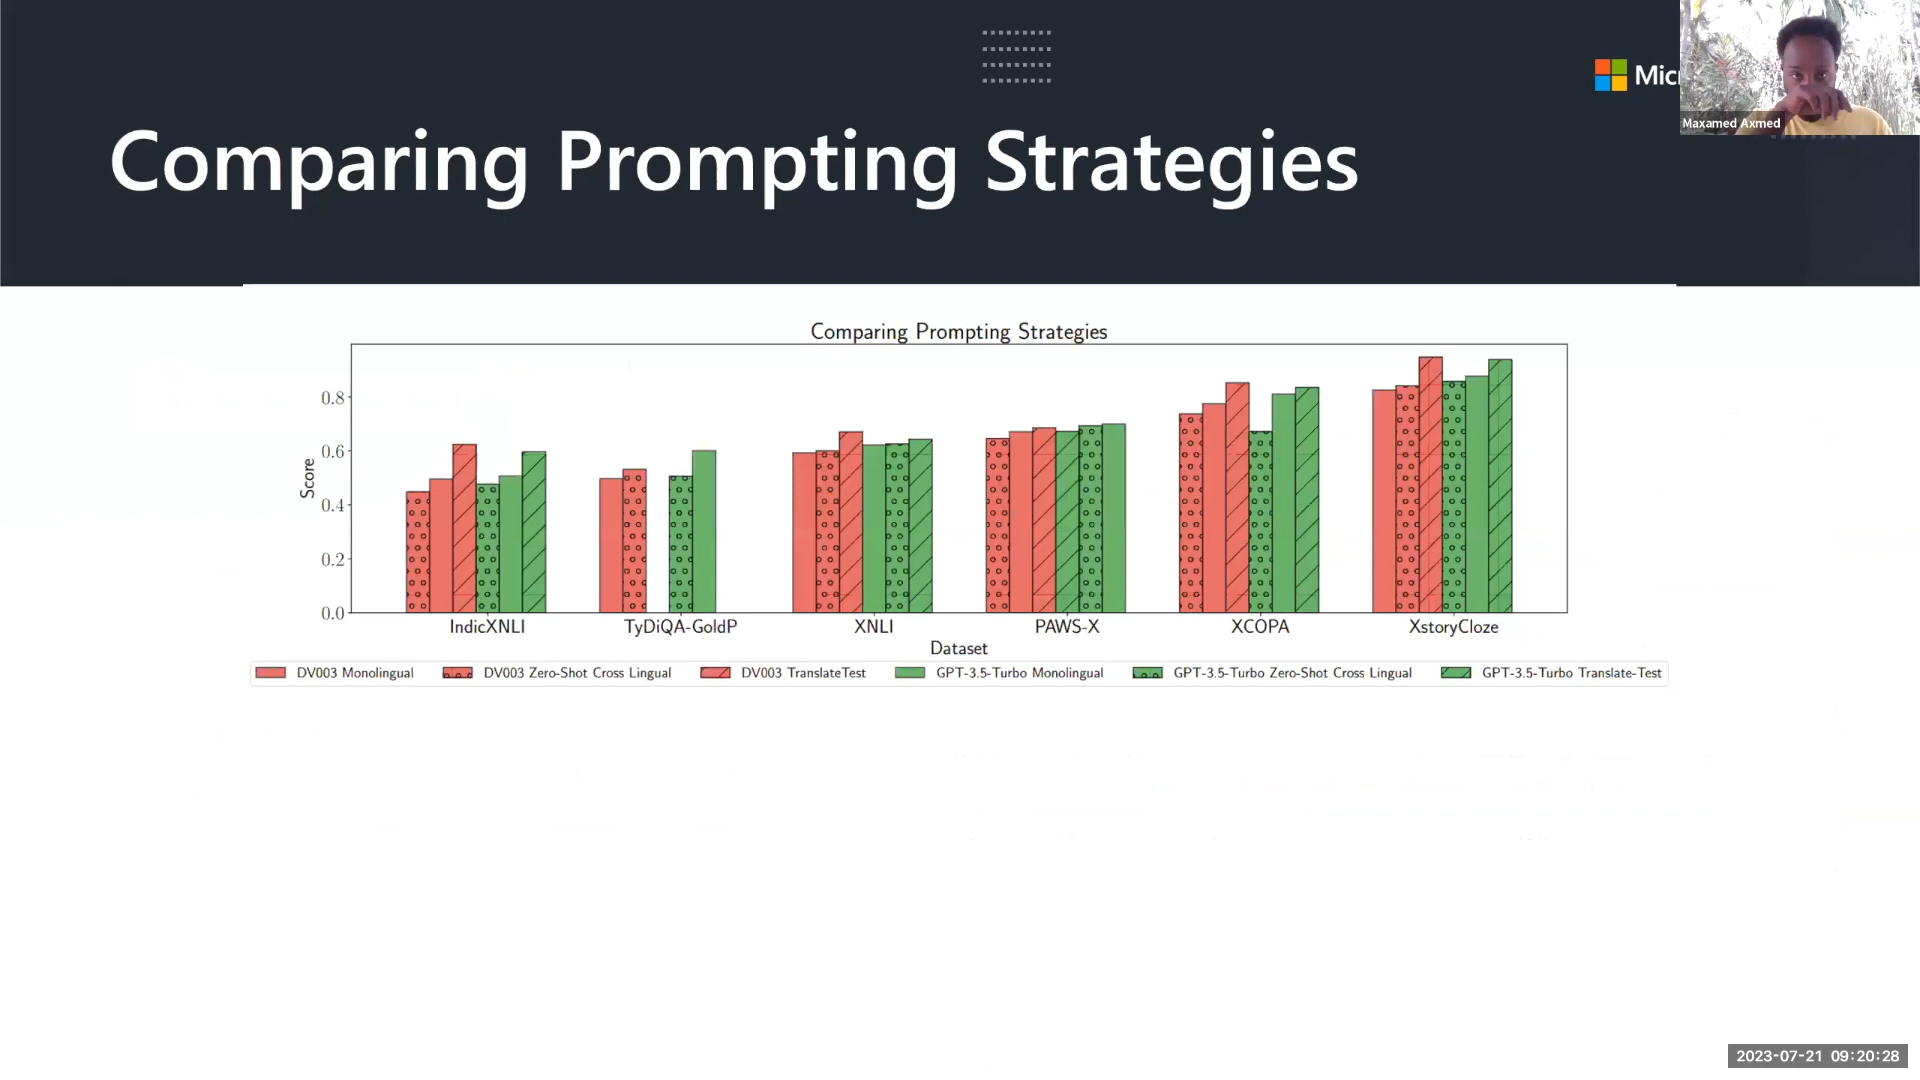 Mic
Maxamed Axmed
Comparing Prompting Strategies
Comparing Prompting Strategies
Score
0.8
0.6
0.4
0.2
0.0
IndicXNLI TyDiQA-GoldP XNLI PAWS-X XCOPA XstoryCloze
Dataset
DV003 Monolingual DV003 Zero-Shot Cross Lingual DV003 TranslateTest GPT-3.5-Turbo Monolingual GPT-3.5-Turbo Zero-Shot Cross Lingual GPT-3.5-Turbo Translate-Test
2023-07-21 09:20:28